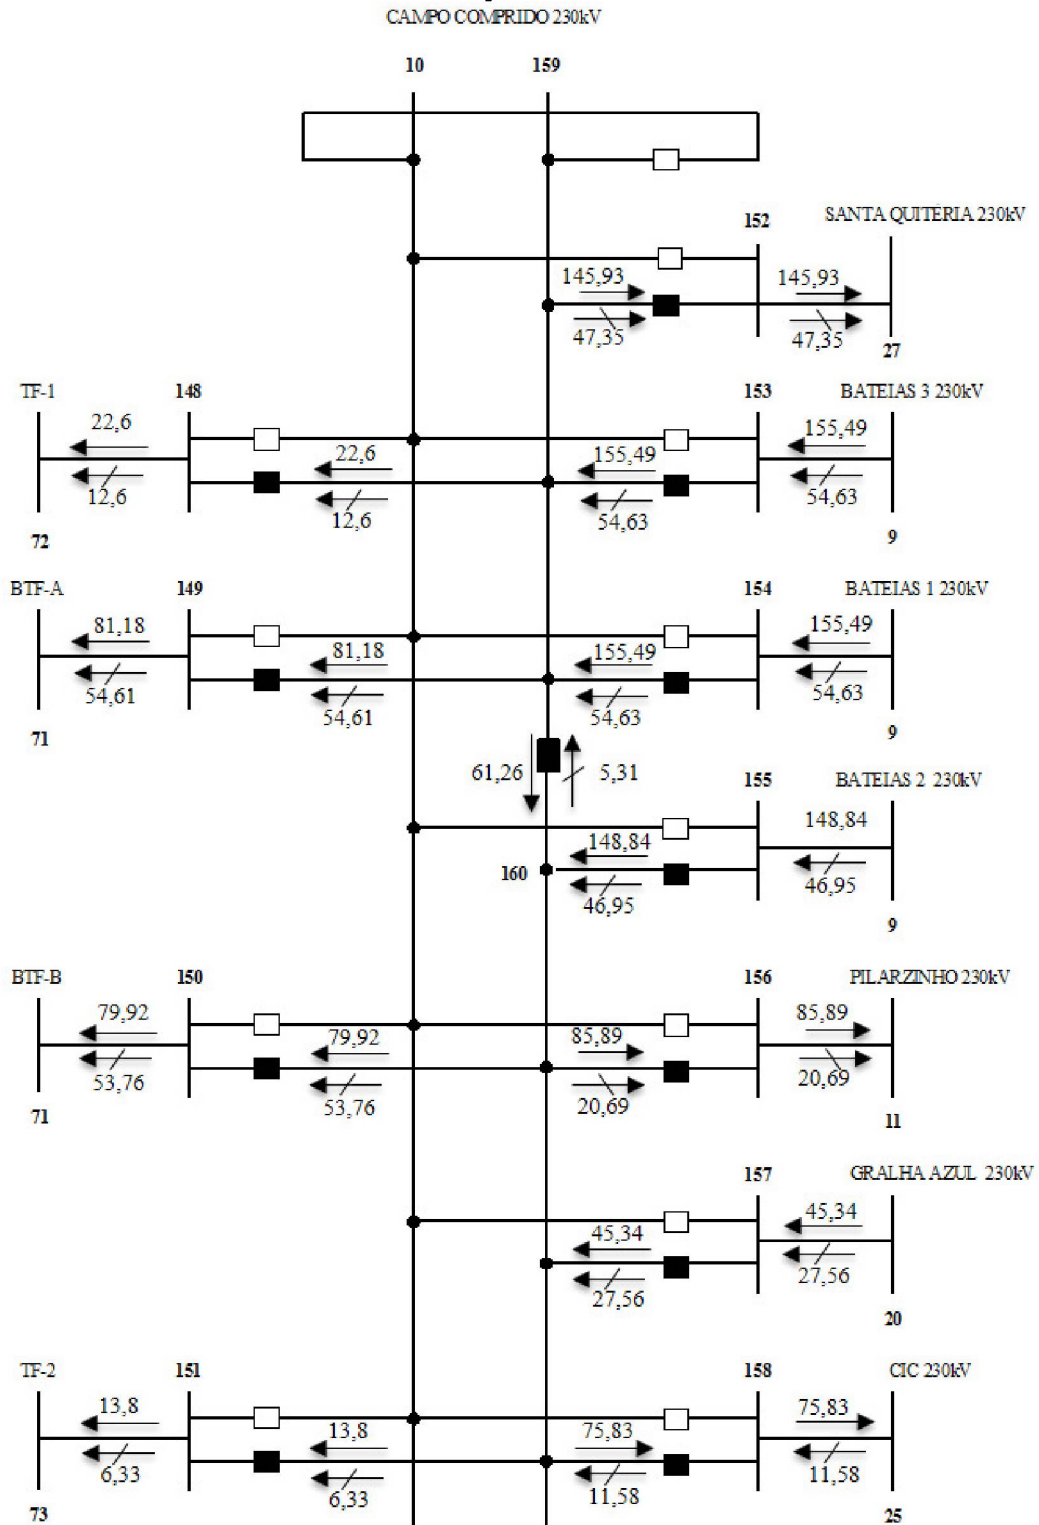 CAMPO COMPRIDO 230kV
10 159
152 SANTA QUITÉRIA 230kV
145,93 145,93
47,35 47,35
27
TF-1 148 153 BATEIAS 3 230kV
22,6 22,6 155,49 155,49
12,6 12,6 54,63 54,63
72 9
BTF-A 149 154 BATEIAS 1 230kV
81,18 81,18 155,49 155,49
54,61 54,61 54,63 54,63
71 9
61,26 5,31
155 BATEIAS 2 230kV
148,84 148,84
160
46,95 46,95
9
BTF-B 150 156 PILARZINHO 230kV
79,92 79,92 85,89 85,89
53,76 53,76 20,69 20,69
71 11
157 GRALHA AZUL 230kV
45,34 45,34
27,56 27,56
20
TF-2 151 158 CIC 230kV
13,8 13,8 75,83 75,83
6,33 6,33 11,58 11,58
73 25